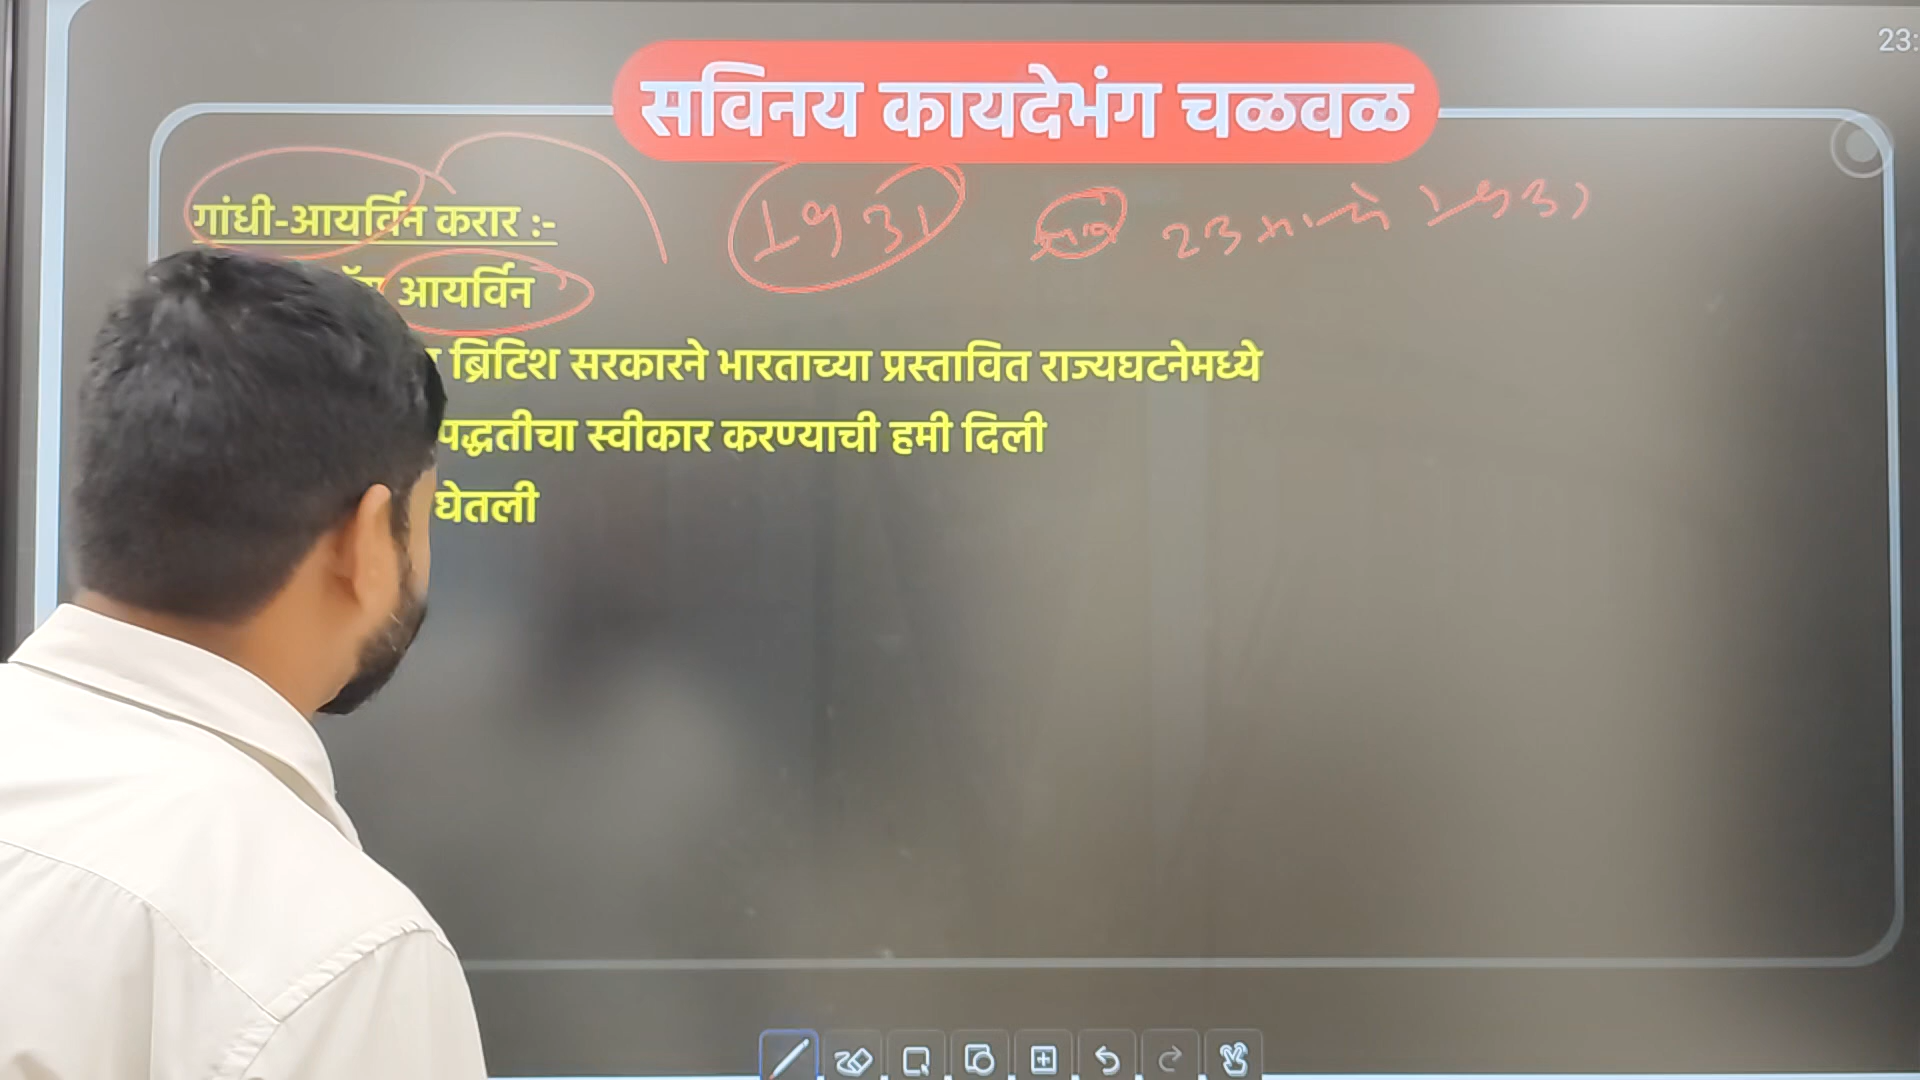 23:
सविनय कायदेभंग चळवळ
गांधी-आयर्विन करार :-
1931
23 मार्च 1931
आयर्विन
ब्रिटिश सरकारने भारताच्या प्रस्तावित राज्यघटनेमध्ये
पद्धतीचा स्वीकार करण्याची हमी दिली
घेतली